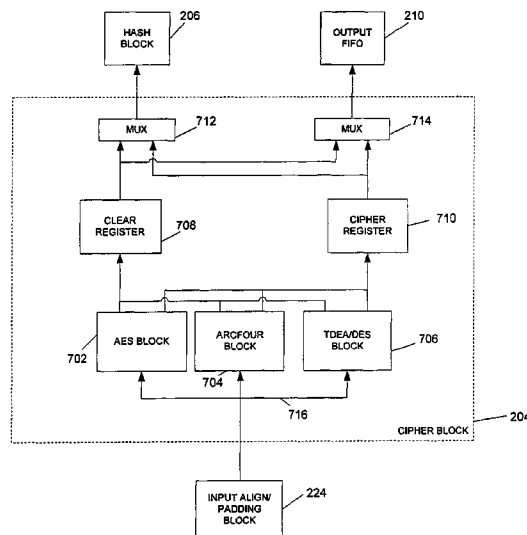 HASH
BLOCK
206
OUTPUT
FIFO
210
MUX
712
MUX
714
CLEAR
REGISTER
708
CIPHER
REGISTER
710
AES BLOCK
702
ARCFOUR
BLOCK
704
TDEA/DES
BLOCK
706
716
204
CIPHER BLOCK
INPUT ALIGN/
PADDING
BLOCK
224